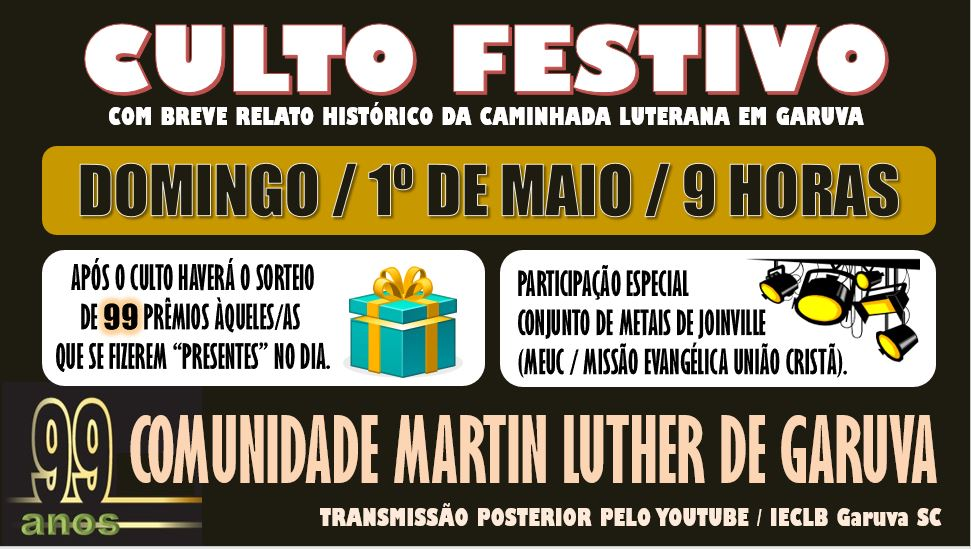 CULTO FESTIVO
COM BREVE RELATO HISTÓRICO DA CAMINHADA LUTERANA EM GARUVA
DOMINGO / 1º DE MAIO / 9 HORAS
APÓS O CULTO HAVERÁ O SORTEIO
DE 99 PRÊMIOS ÀQUELES/AS
QUE SE FIZEREM “PRESENTES” NO DIA.
PARTICIPAÇÃO ESPECIAL
CONJUNTO DE METAIS DE JOINVILLE
(MEUC / MISSÃO EVANGÉLICA UNIÃO CRISTÃ).
99
anos
COMUNIDADE MARTIN LUTHER DE GARUVA
TRANSMISSÃO POSTERIOR PELO YOUTUBE / IECLB Garuva SC